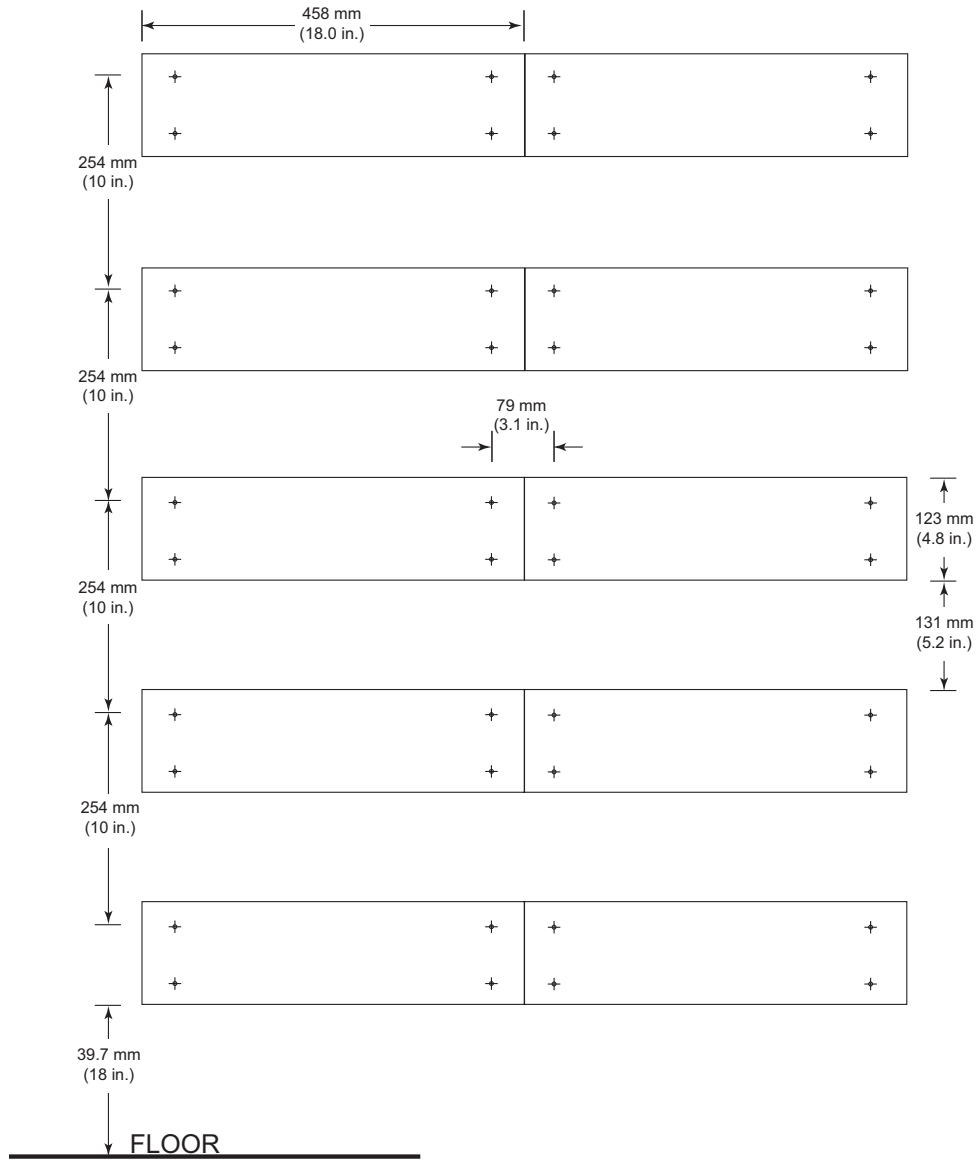 458 mm
(18.0 in.)
254 mm
(10 in.)
254 mm
(10 in.)
79 mm
(3.1 in.)
123 mm
(4.8 in.)
254 mm
(10 in.)
131 mm
(5.2 in.)
254 mm
(10 in.)
39.7 mm
(18 in.)
FLOOR